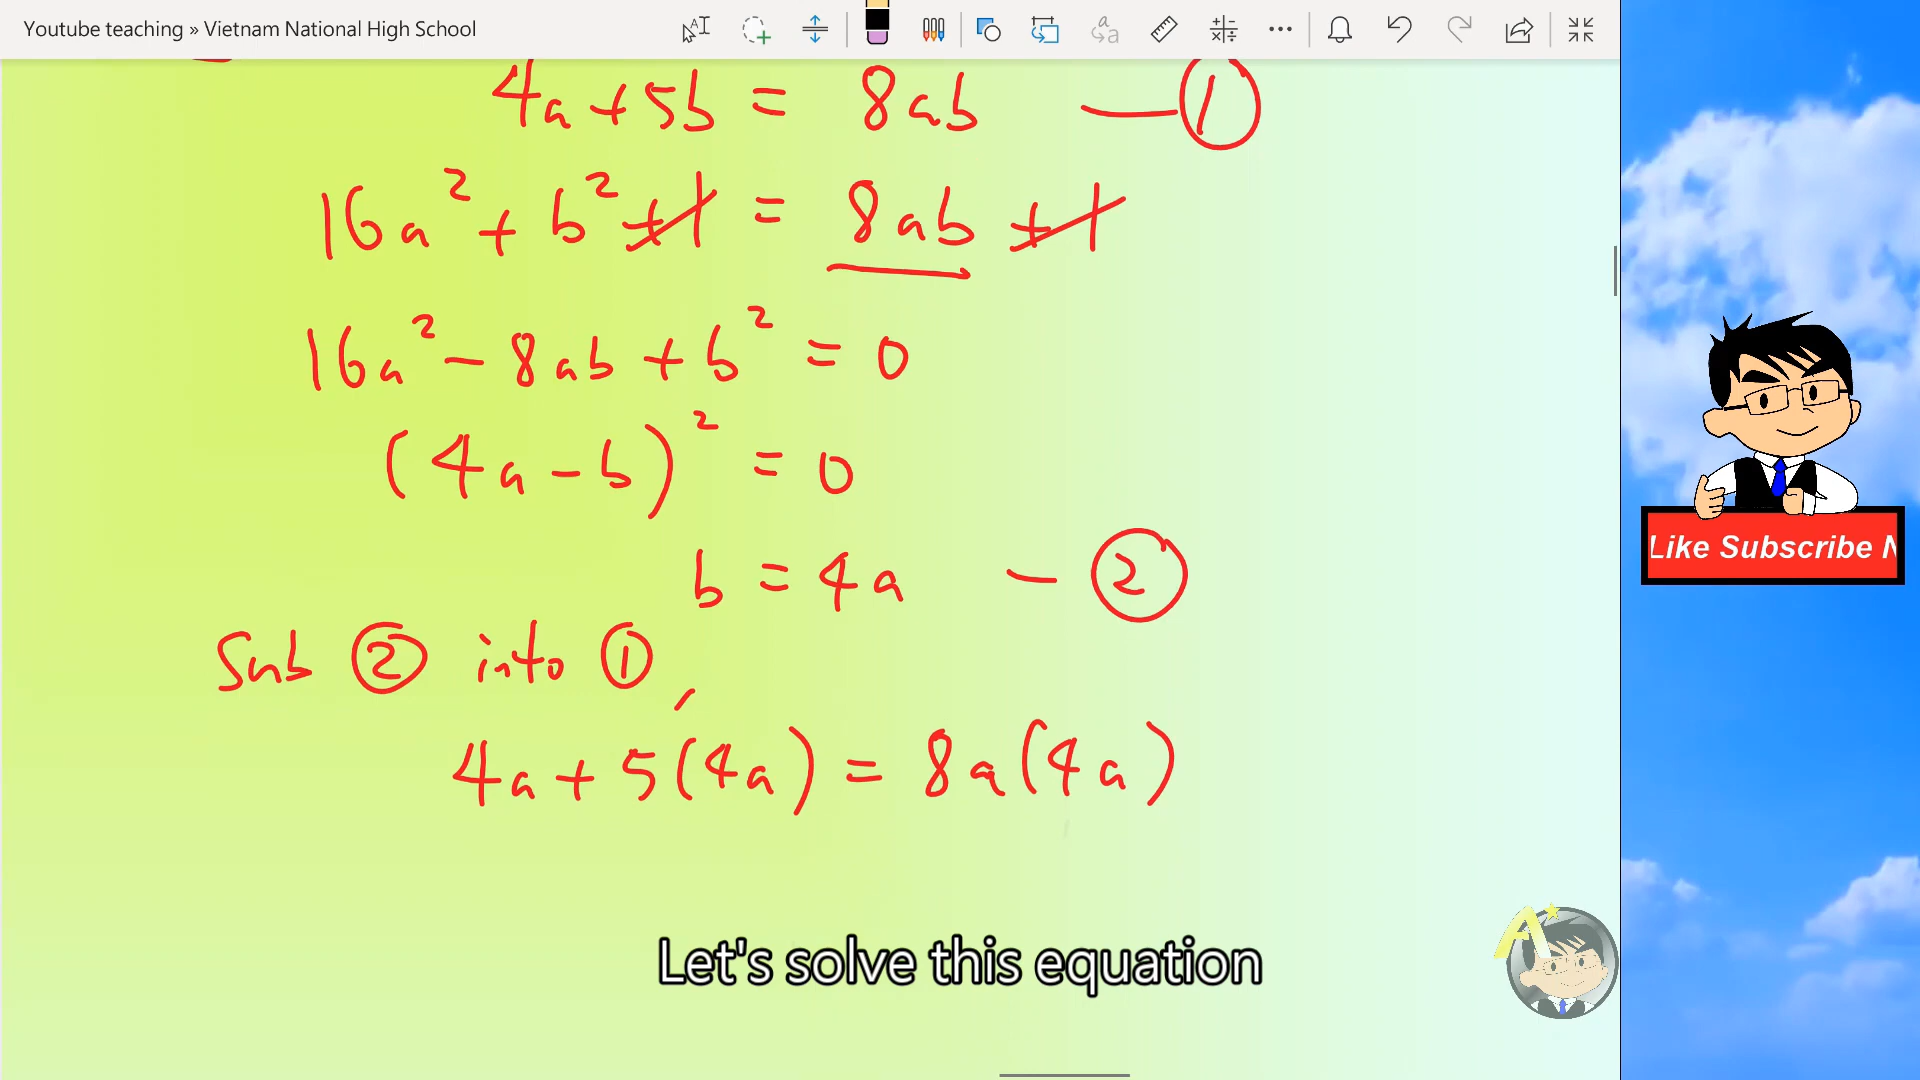 Youtube teaching » Vietnam National High School
4a + 5b = 8ab — ①
16a² + b² + 1 = 8ab + 1
16a² - 8ab + b² = 0
(4a - b)² = 0
b = 4a - ②
Sub ② into ①,
4a + 5(4a) = 8a(4a)
Like Subscribe
A*
Let's solve this equation